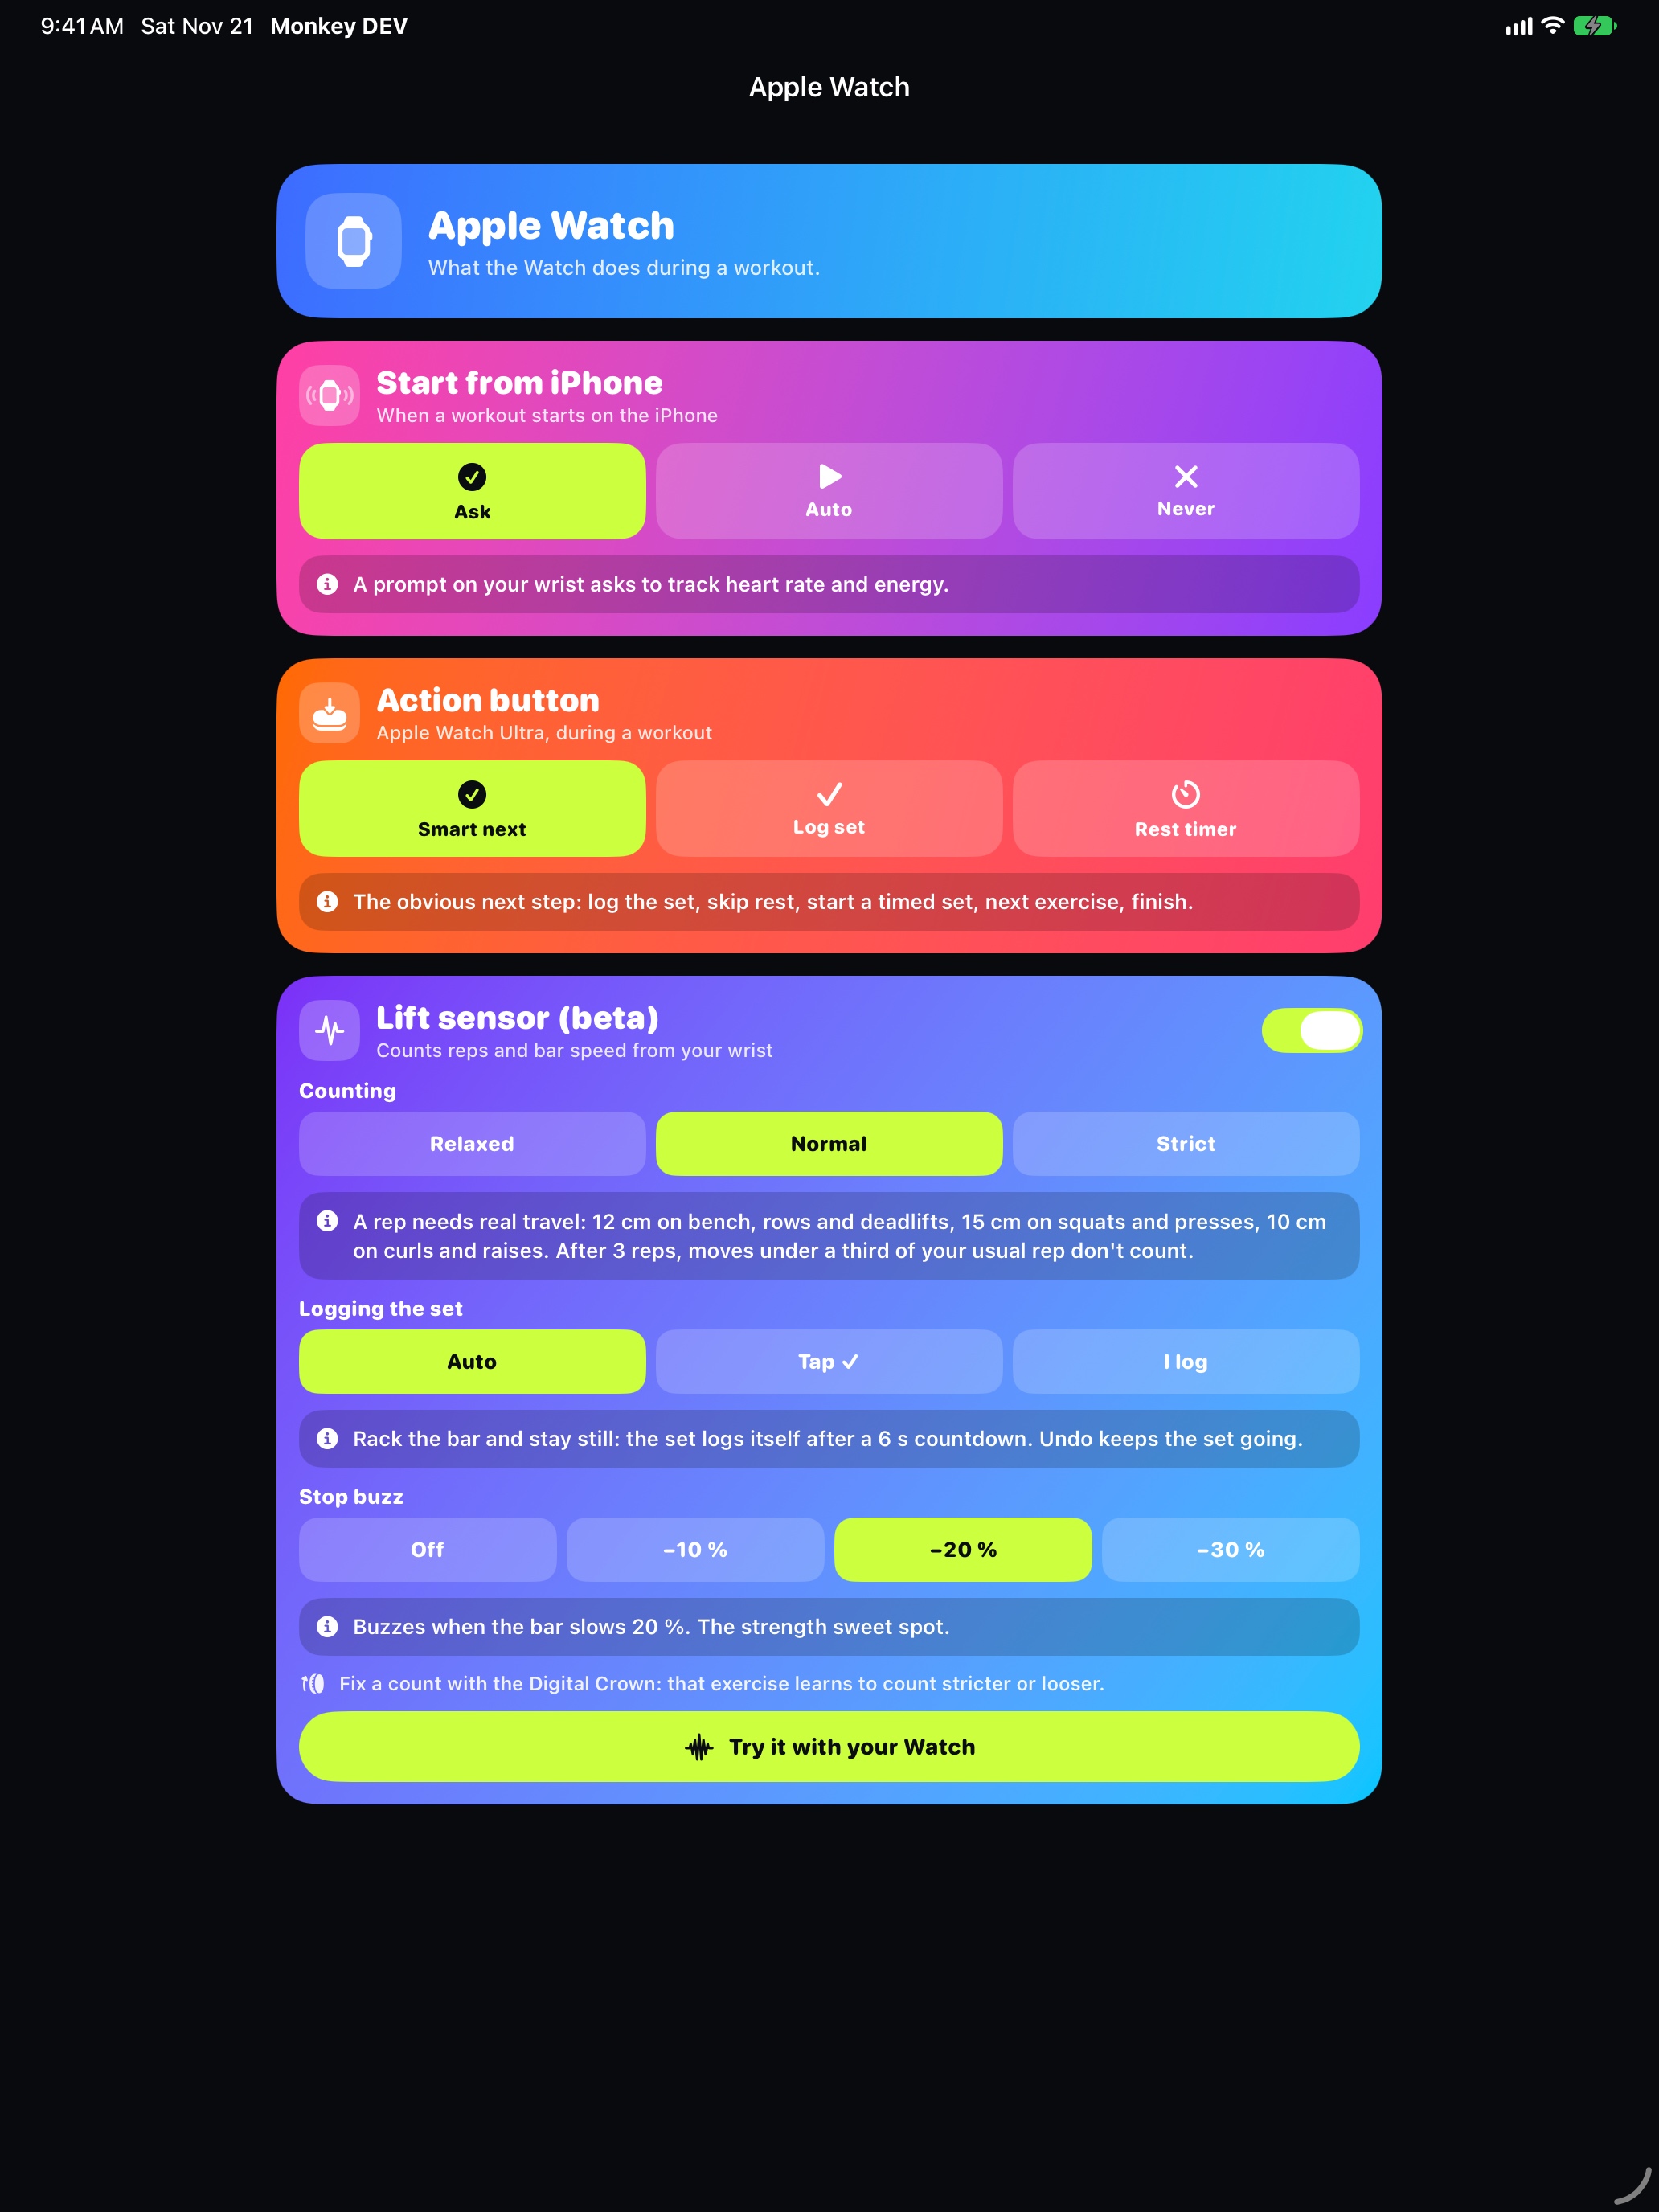 9:41 AM Sat Nov 21 Monkey DEV
Apple Watch
Apple Watch
What the Watch does during a workout.
Start from iPhone
When a workout starts on the iPhone
Ask
Auto
Never
A prompt on your wrist asks to track heart rate and energy.
Action button
Apple Watch Ultra, during a workout
Smart next
Log set
Rest timer
The obvious next step: log the set, skip rest, start a timed set, next exercise, finish.
Lift sensor (beta)
Counts reps and bar speed from your wrist
Counting
Relaxed
Normal
Strict
A rep needs real travel: 12 cm on bench, rows and deadlifts, 15 cm on squats and presses, 10 cm
on curls and raises. After 3 reps, moves under a third of your usual rep don't count.
Logging the set
Auto
Tap ✓
I log
Rack the bar and stay still: the set logs itself after a 6 s countdown. Undo keeps the set going.
Stop buzz
Off
−10 %
−20 %
−30 %
Buzzes when the bar slows 20 %. The strength sweet spot.
Fix a count with the Digital Crown: that exercise learns to count stricter or looser.
Try it with your Watch